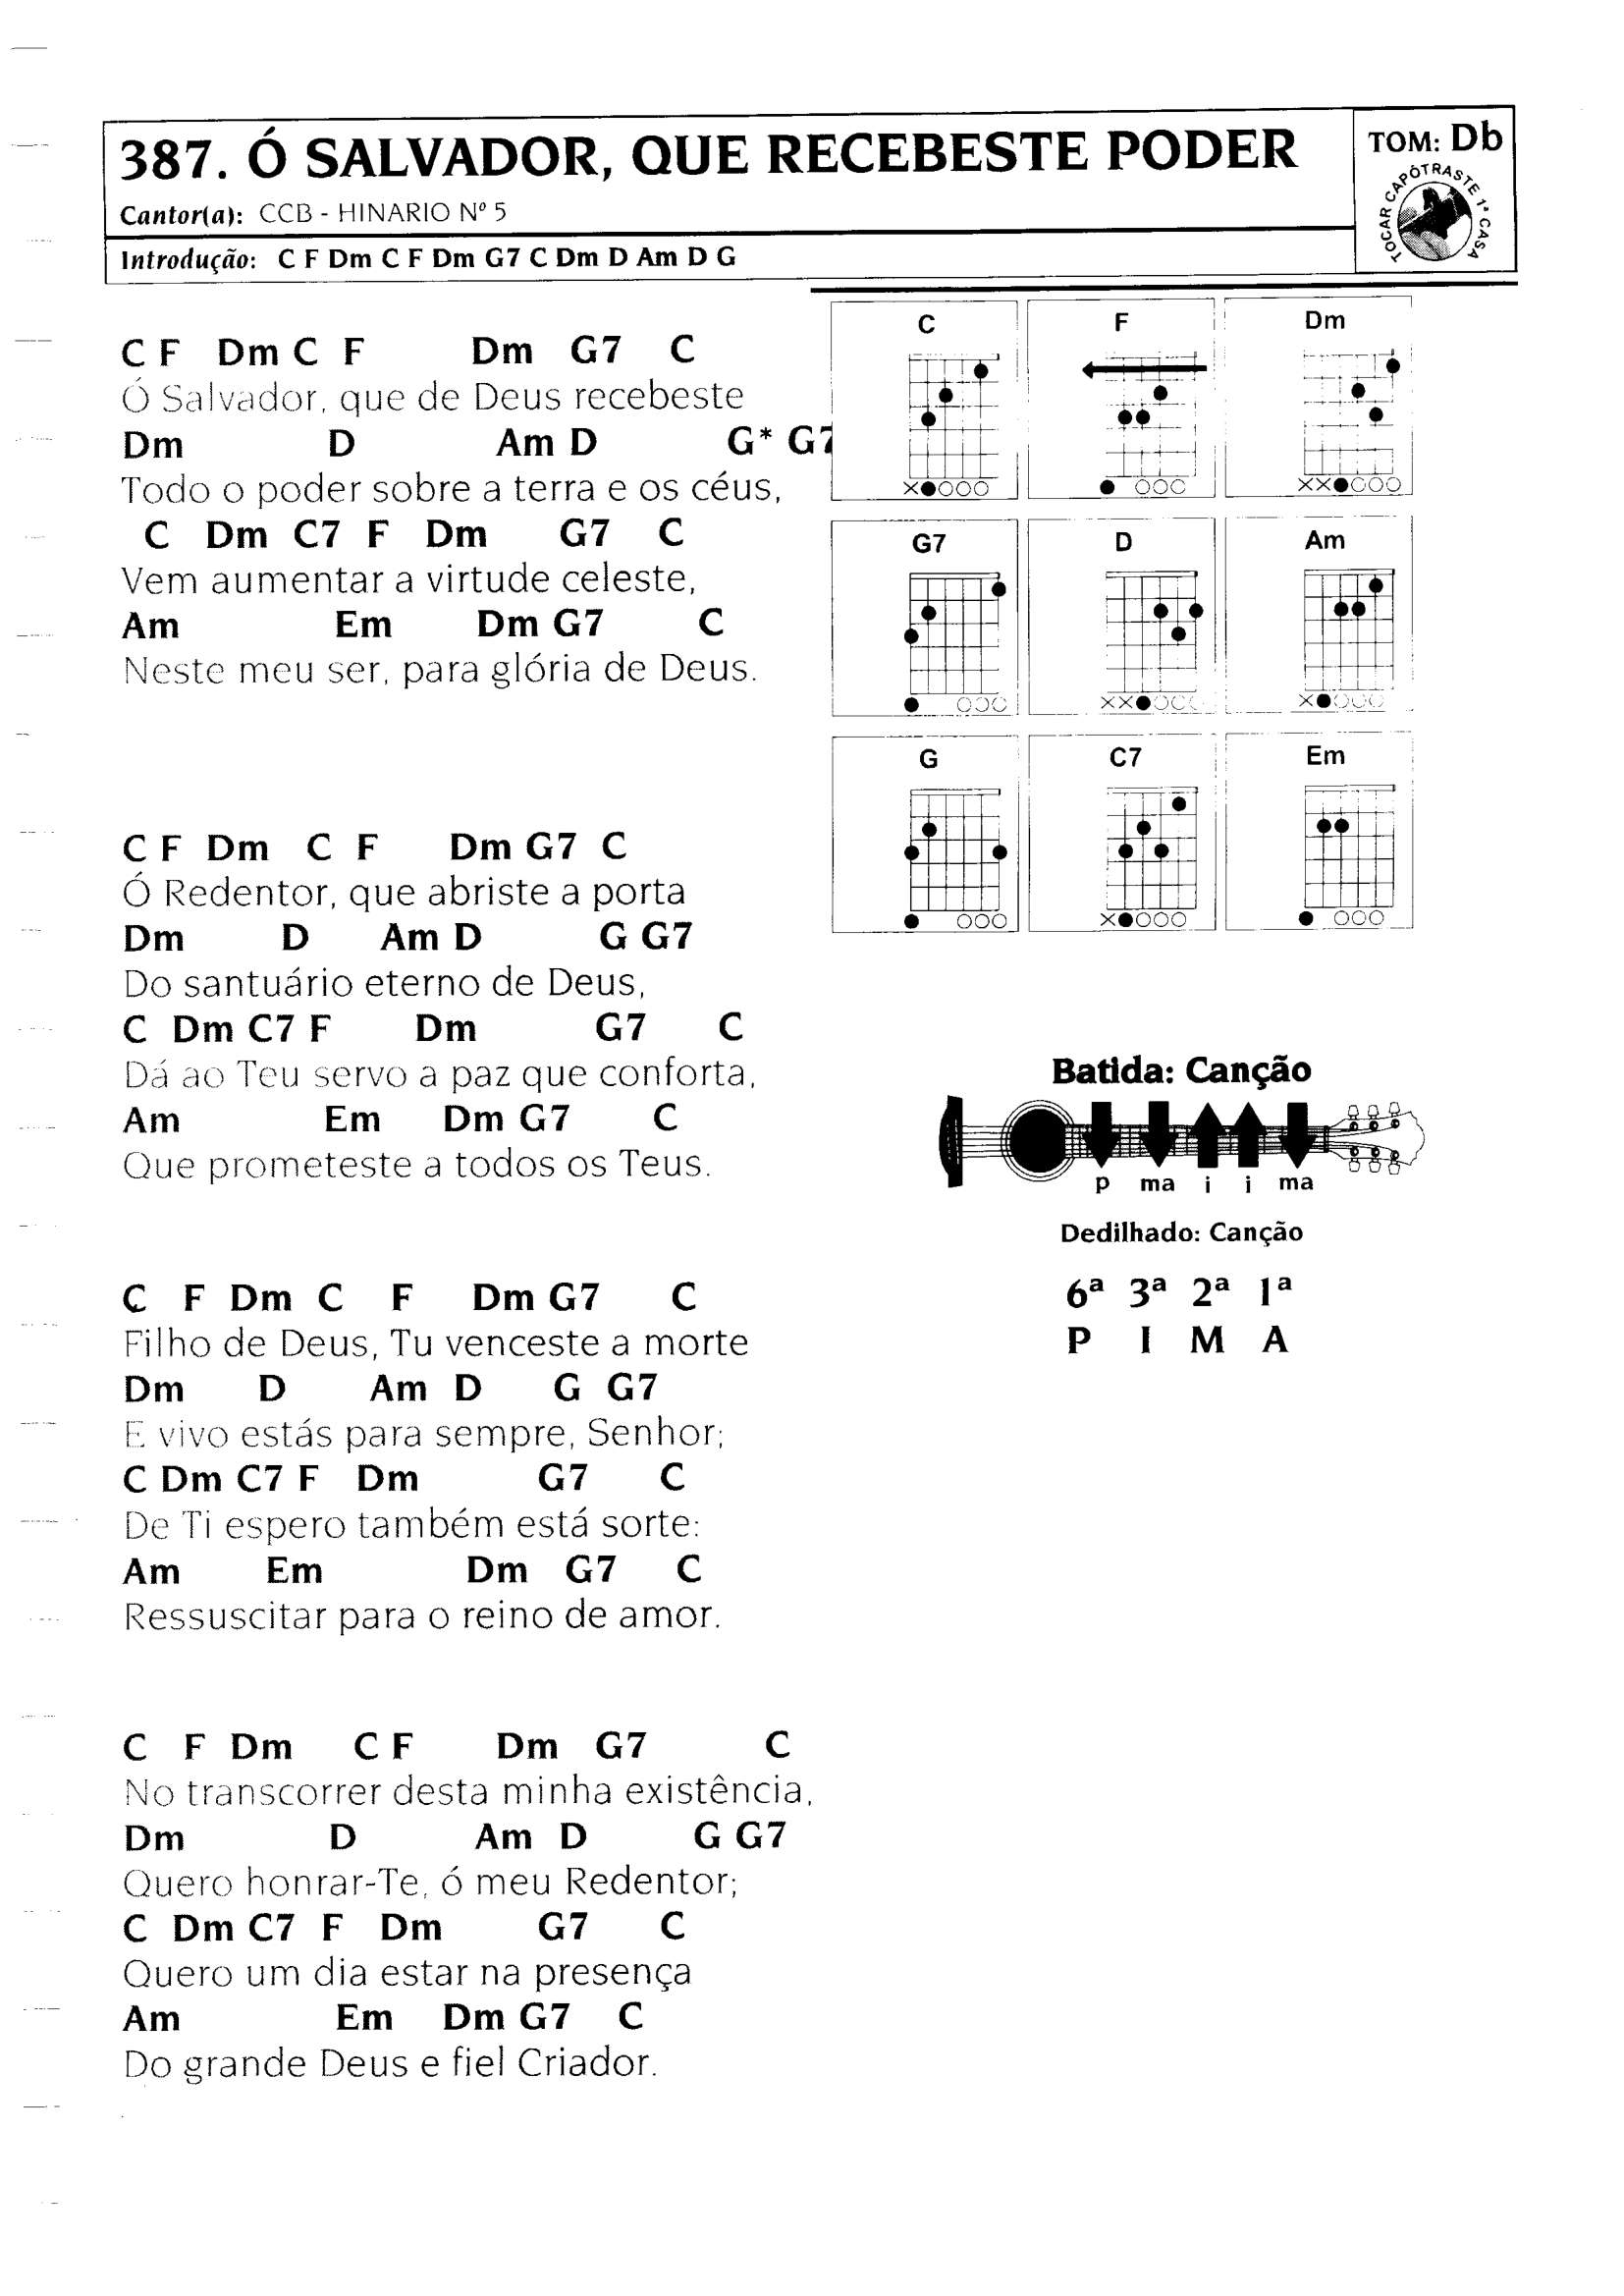 387. Ó SALVADOR, QUE RECEBESTE PODER
Cantor(a): CCB - HINARIO Nº 5
Introdução: C F Dm C F Dm G7 C Dm D Am D G
TOM: Db
TOCAR CAPÓTRASTE 1ª CASA
C F Dm C F Dm G7 C
Ó Salvador, que de Deus recebeste
Dm D Am D G* G7
Todo o poder sobre a terra e os céus,
C Dm C7 F Dm G7 C
Vem aumentar a virtude celeste,
Am Em Dm G7 C
Neste meu ser, para glória de Deus.
C F Dm C F Dm G7 C
Ó Redentor, que abriste a porta
Dm D Am D G G7
Do santuário eterno de Deus,
C Dm C7 F Dm G7 C
Dá ao Teu servo a paz que conforta,
Am Em Dm G7 C
Que prometeste a todos os Teus.
C F Dm C F Dm G7 C
Filho de Deus, Tu venceste a morte
Dm D Am D G G7
E vivo estás para sempre, Senhor;
C Dm C7 F Dm G7 C
De Ti espero também está sorte:
Am Em Dm G7 C
Ressuscitar para o reino de amor.
C F Dm C F Dm G7 C
No transcorrer desta minha existência,
Dm D Am D G G7
Quero honrar-Te, ó meu Redentor;
C Dm C7 F Dm G7 C
Quero um dia estar na presença
Am Em Dm G7 C
Do grande Deus e fiel Criador.
C F Dm
G7 D Am
G C7 Em
Batida: Canção
p ma i i ma
Dedilhado: Canção
6ª 3ª 2ª 1ª
P I M A